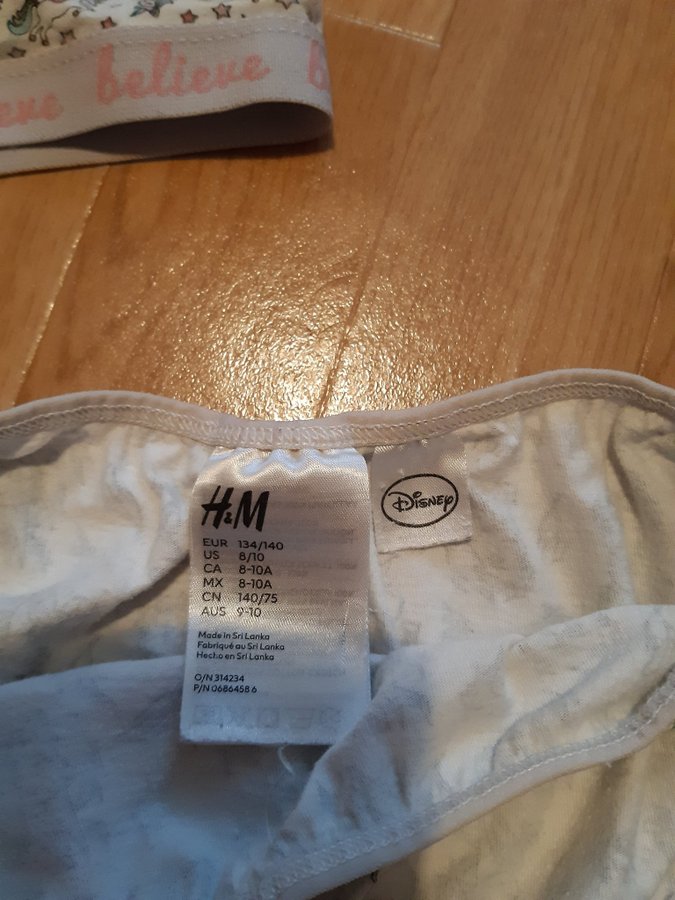 eve believe b
H&M
EUR 134/140
US 8/10
CA 8-10A
MX 8-10A
CN 140/75
AUS 9-10
Made in Sri Lanka
Fabriqué au Sri Lanka
Hecho en Sri Lanka
O/N 314234
P/N 0686458 6
Disney